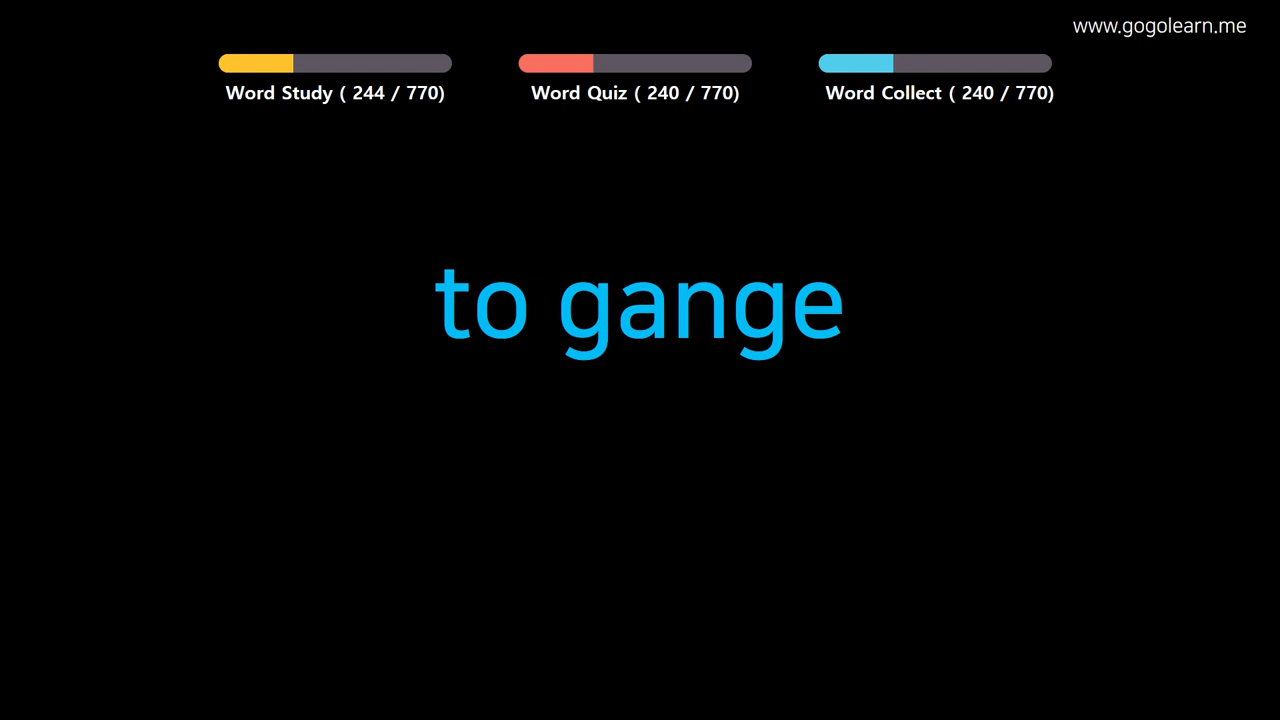 www.gogolearn.me
Word Study ( 244 / 770)
Word Quiz ( 240 / 770)
Word Collect ( 240 / 770)
to gange